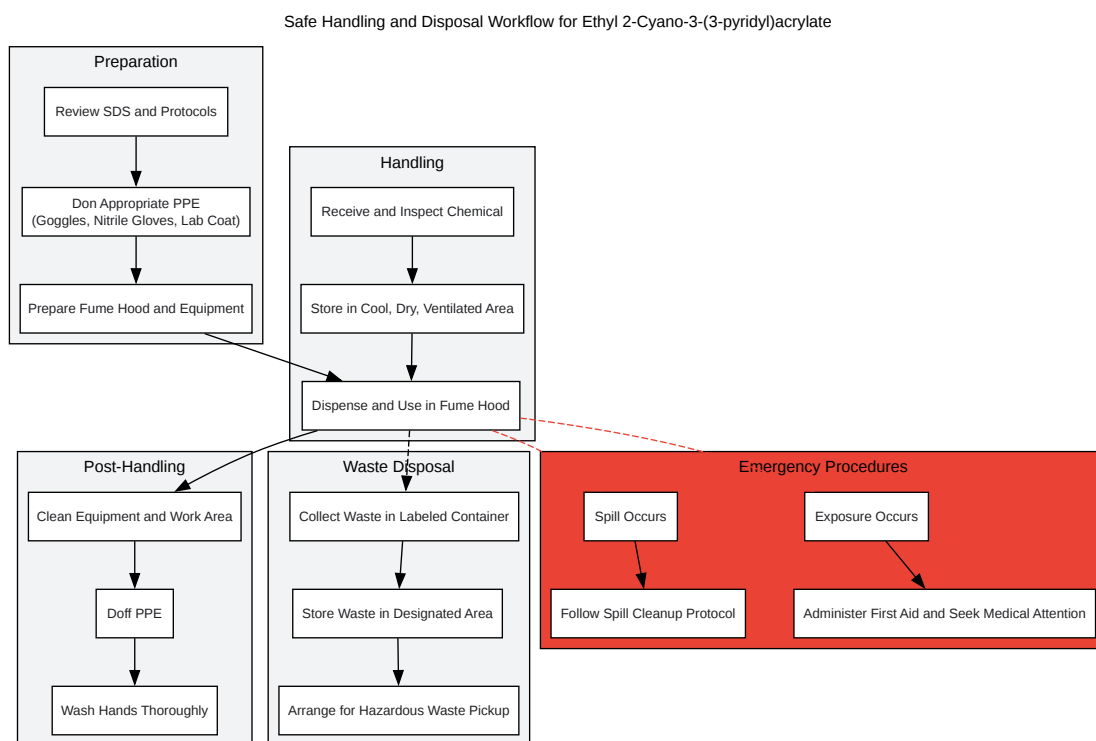 Safe Handling and Disposal Workflow for Ethyl 2-Cyano-3-(3-pyridyl)acrylate
Preparation
Review SDS and Protocols
Don Appropriate PPE
(Goggles, Nitrile Gloves, Lab Coat)
Prepare Fume Hood and Equipment
Handling
Receive and Inspect Chemical
Store in Cool, Dry, Ventilated Area
Dispense and Use in Fume Hood
Post-Handling
Clean Equipment and Work Area
Doff PPE
Wash Hands Thoroughly
Waste Disposal
Collect Waste in Labeled Container
Store Waste in Designated Area
Arrange for Hazardous Waste Pickup
Emergency Procedures
Spill Occurs
Follow Spill Cleanup Protocol
Exposure Occurs
Administer First Aid and Seek Medical Attention